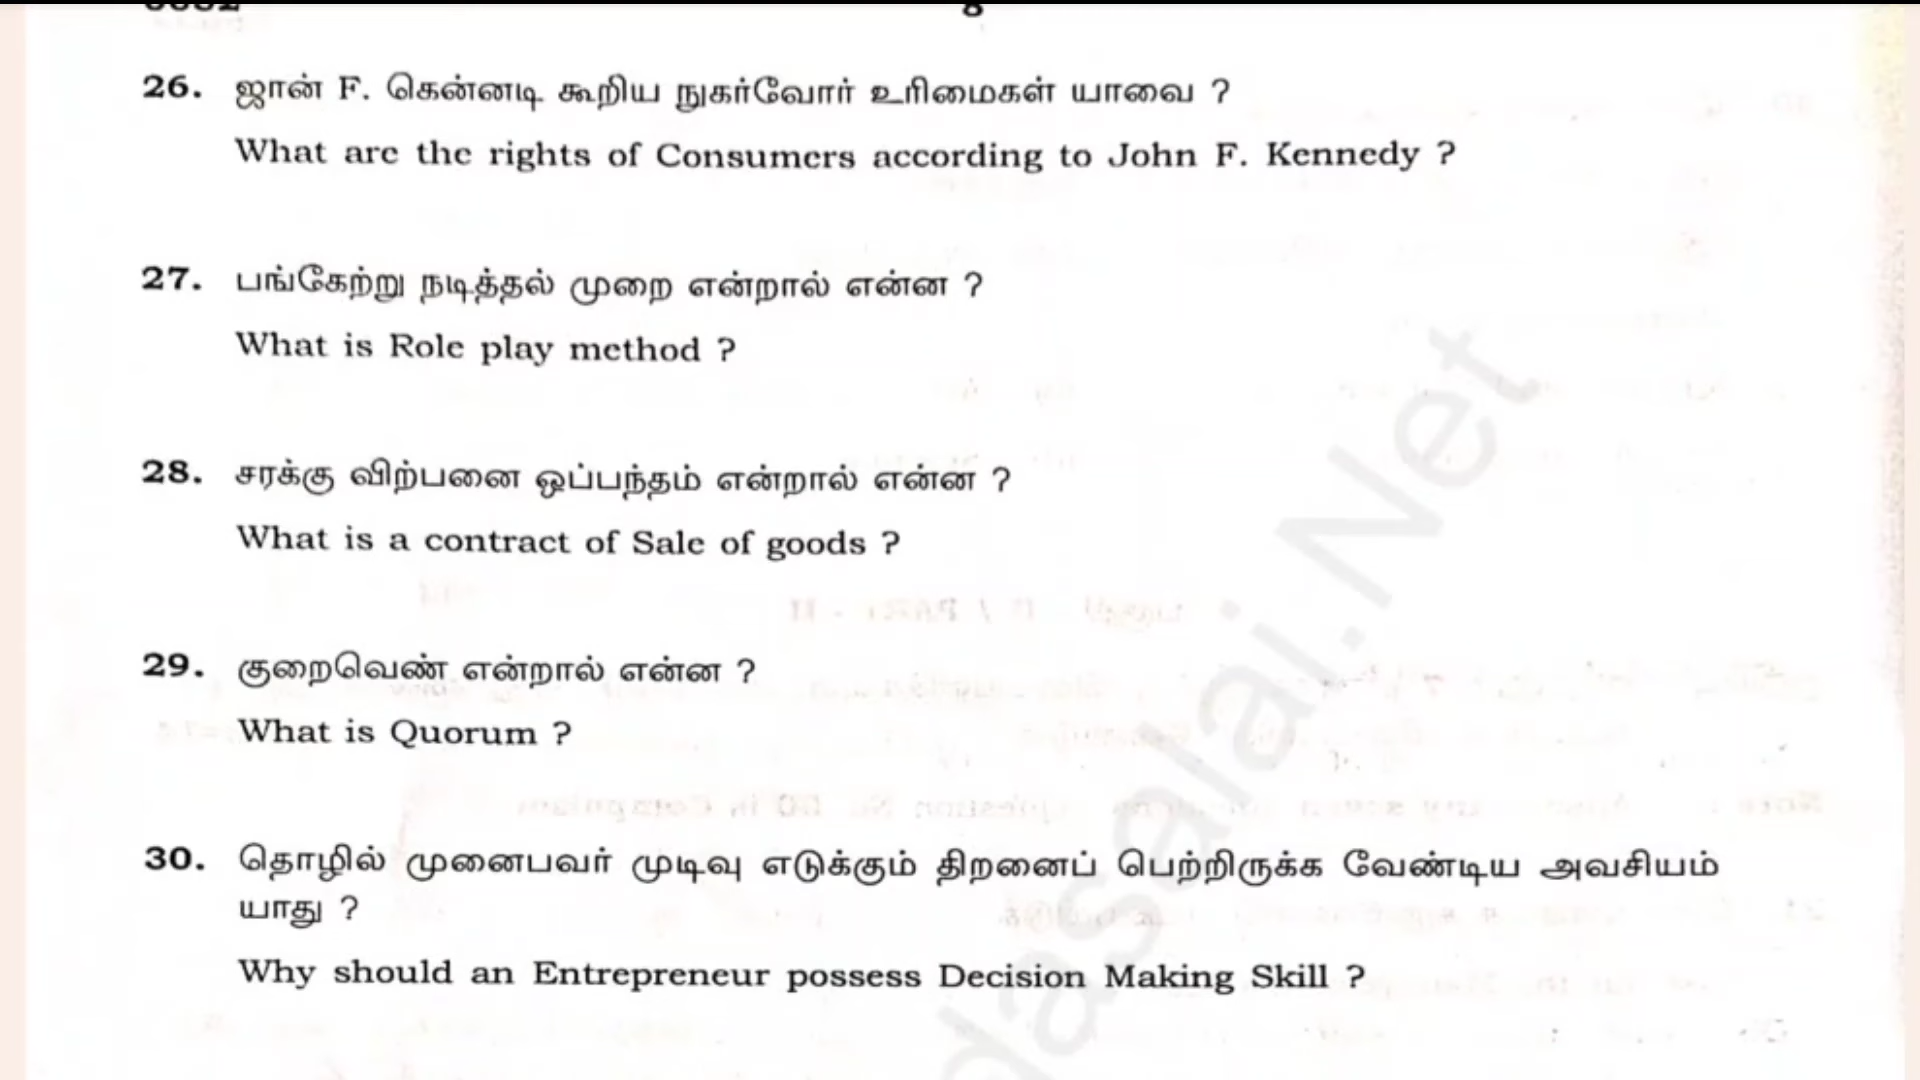 26. ஜான் F. கென்னடி கூறிய நுகர்வோர் உரிமைகள் யாவை ?
What are the rights of Consumers according to John F. Kennedy ?
27. பங்கேற்று நடித்தல் முறை என்றால் என்ன ?
What is Role play method ?
28. சரக்கு விற்பனை ஒப்பந்தம் என்றால் என்ன ?
What is a contract of Sale of goods ?
29. குறைவெண் என்றால் என்ன ?
What is Quorum ?
30. தொழில் முனைபவர் முடிவு எடுக்கும் திறனைப் பெற்றிருக்க வேண்டிய அவசியம்
யாது ?
Why should an Entrepreneur possess Decision Making Skill ?
dasalai.Net